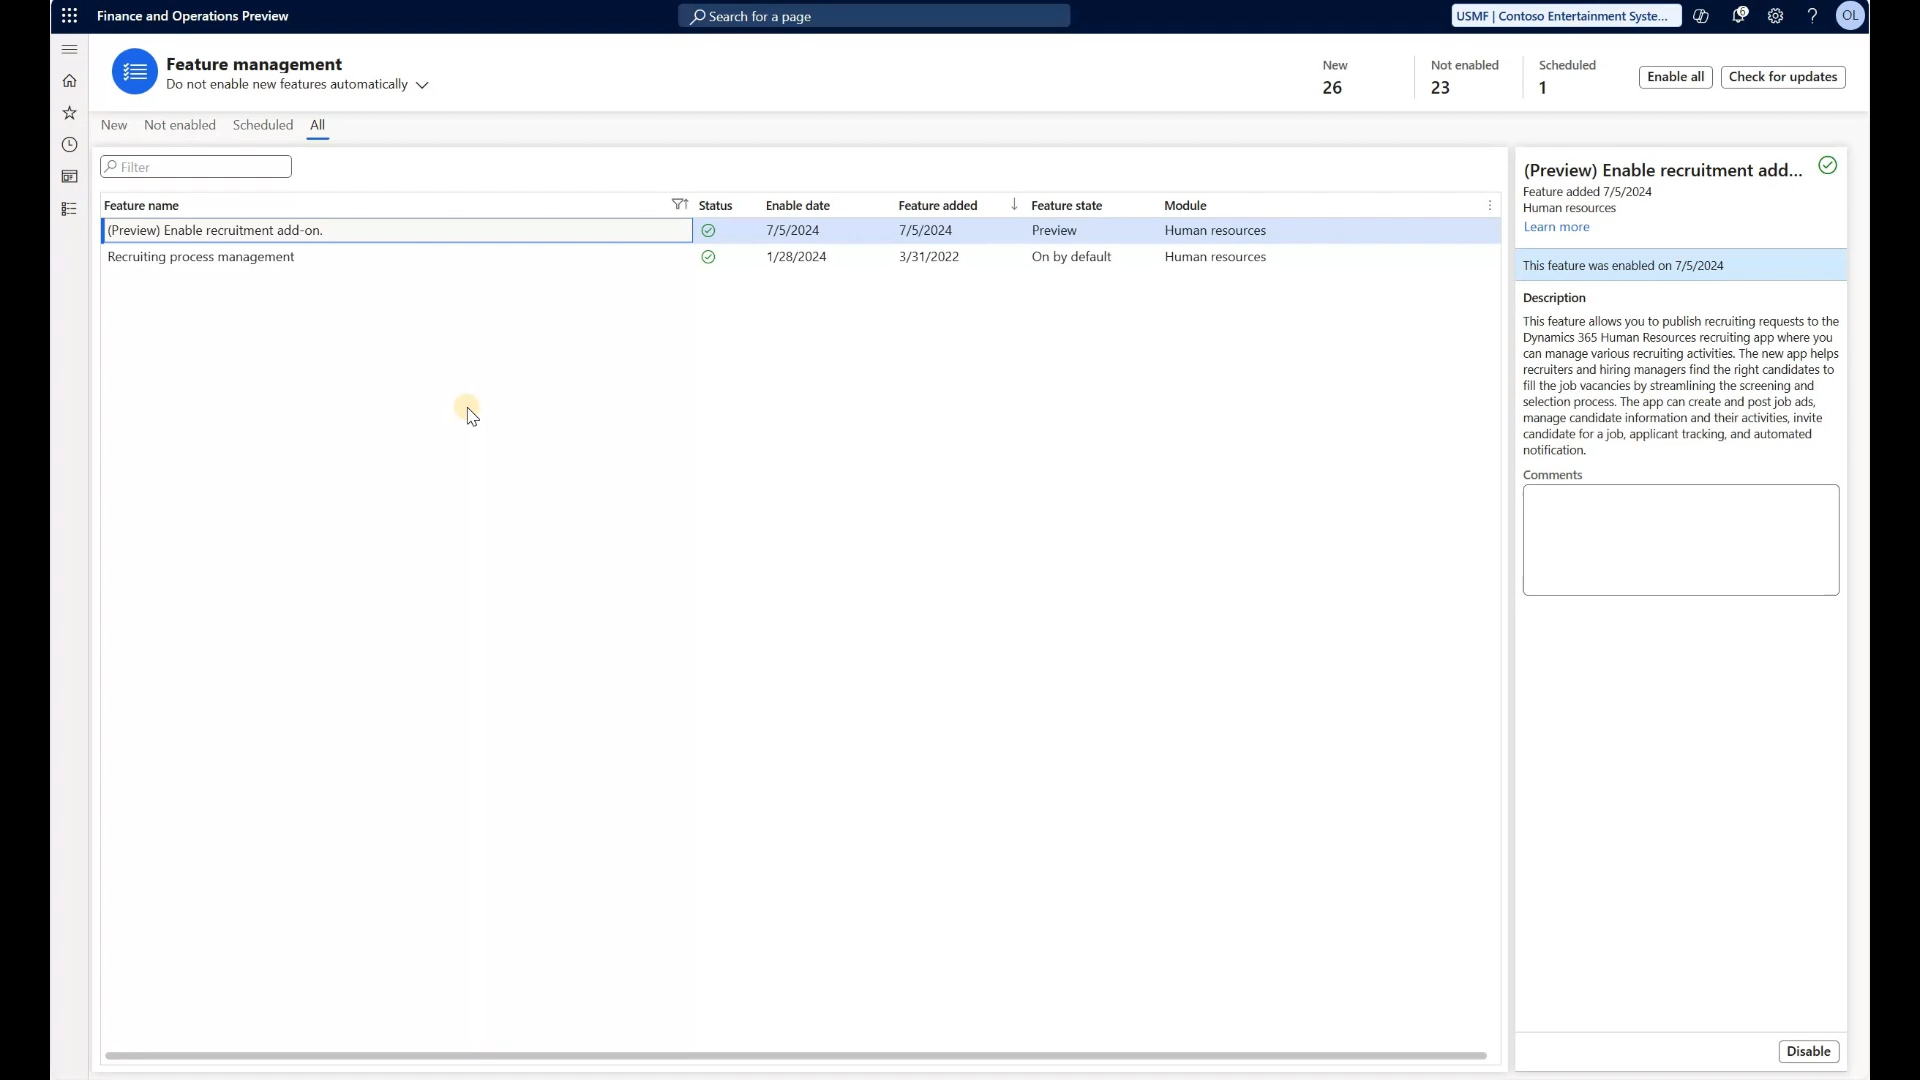 Finance and Operations Preview
Search for a page
USMF | Contoso Entertainment Syste...
6
?
OL
Feature management
Do not enable new features automatically
New
26
Not enabled
23
Scheduled
1
Enable all
Check for updates
New
Not enabled
Scheduled
All
Filter
Feature name
Status
Enable date
Feature added
Feature state
Module
(Preview) Enable recruitment add-on.
7/5/2024
7/5/2024
Preview
Human resources
Recruiting process management
1/28/2024
3/31/2022
On by default
Human resources
(Preview) Enable recruitment add...
Feature added 7/5/2024
Human resources
Learn more
This feature was enabled on 7/5/2024
Description
This feature allows you to publish recruiting requests to the
Dynamics 365 Human Resources recruiting app where you
can manage various recruiting activities. The new app helps
recruiters and hiring managers find the right candidates to
fill the job vacancies by streamlining the screening and
selection process. The app can create and post job ads,
manage candidate information and their activities, invite
candidate for a job, applicant tracking, and automated
notification.
Comments
Disable